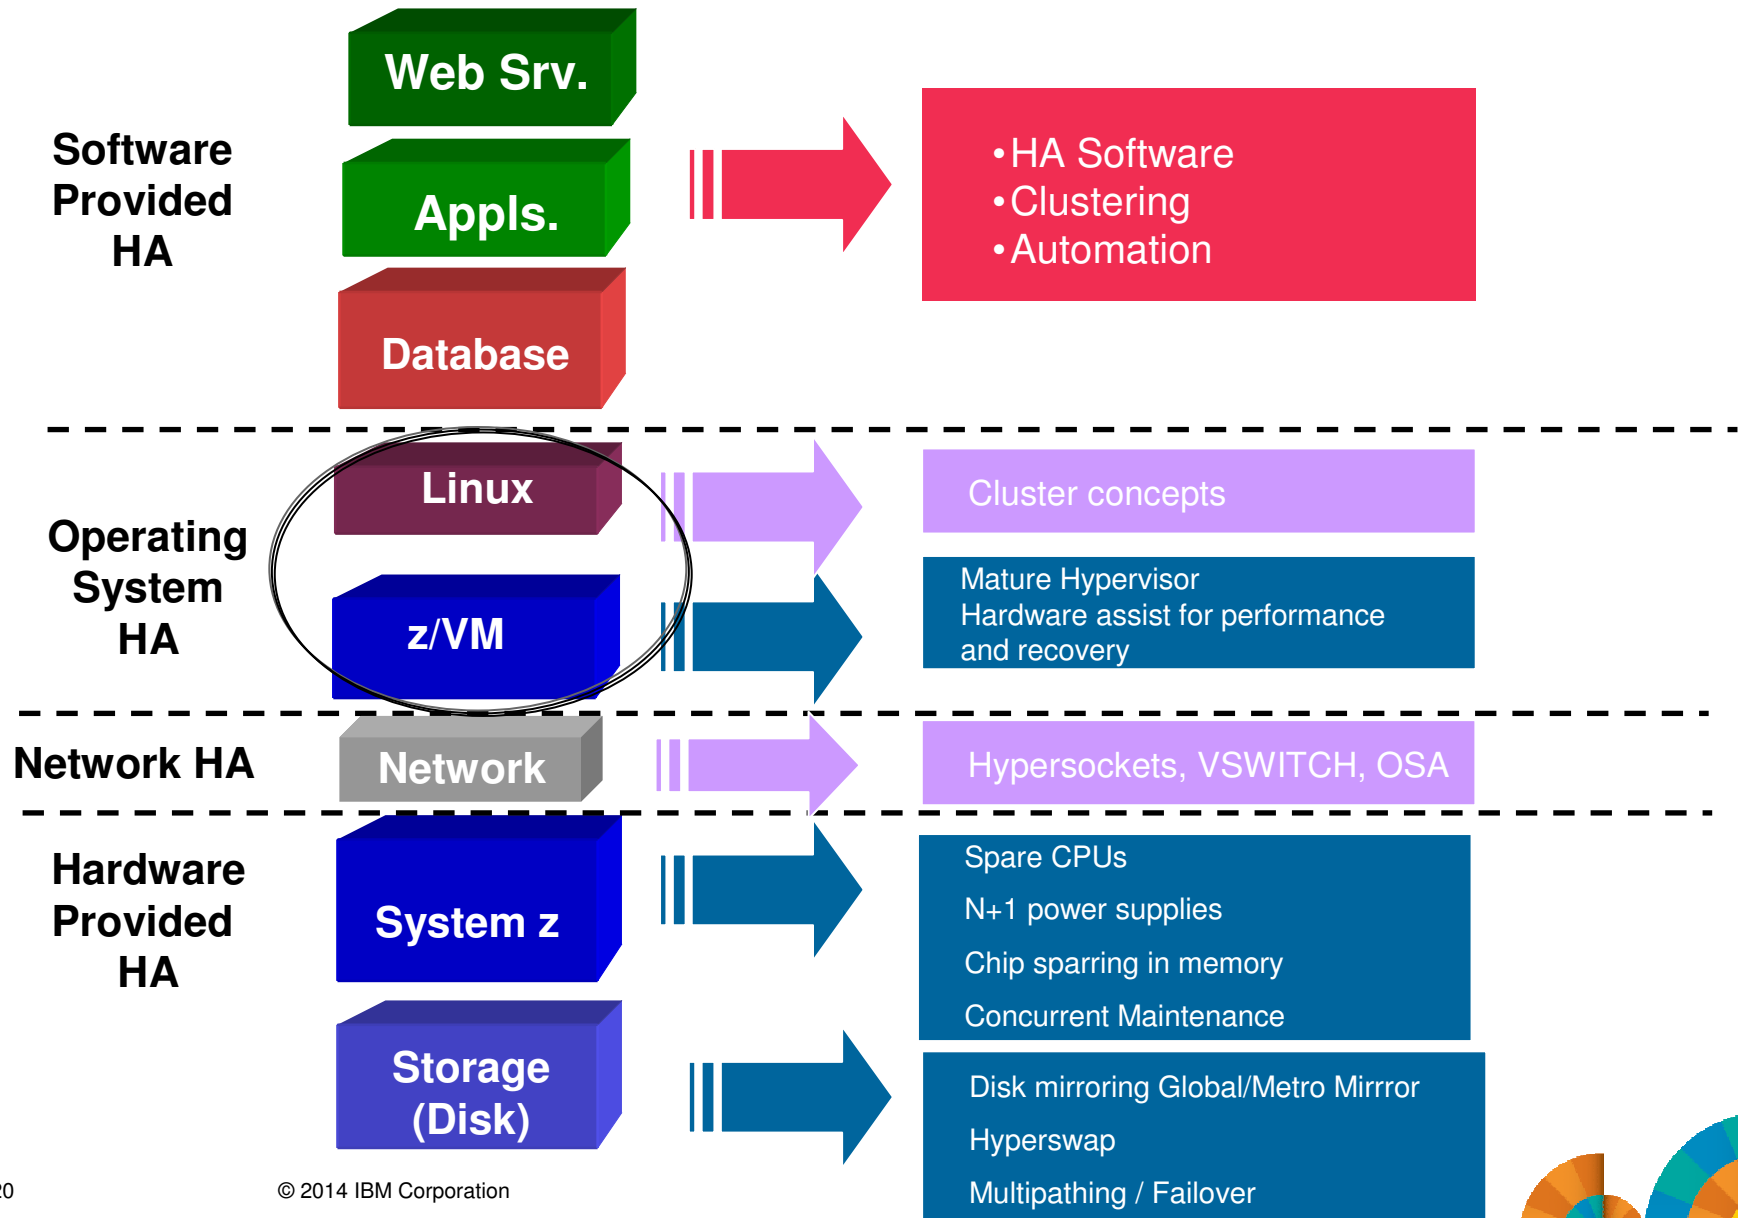 Web Srv.
Software
Provided
HA
Appls.
Database
•HA Software
•Clustering
•Automation
Operating
System
HA
Linux
z/VM
Cluster concepts
Mature Hypervisor
Hardware assist for performance
and recovery
Network HA
Network
Hypersockets, VSWITCH, OSA
Hardware
Provided
HA
System z
Spare CPUs
N+1 power supplies
Chip sparring in memory
Concurrent Maintenance
Storage
(Disk)
Disk mirroring Global/Metro Mirrror
Hyperswap
Multipathing / Failover
© 2014 IBM Corporation